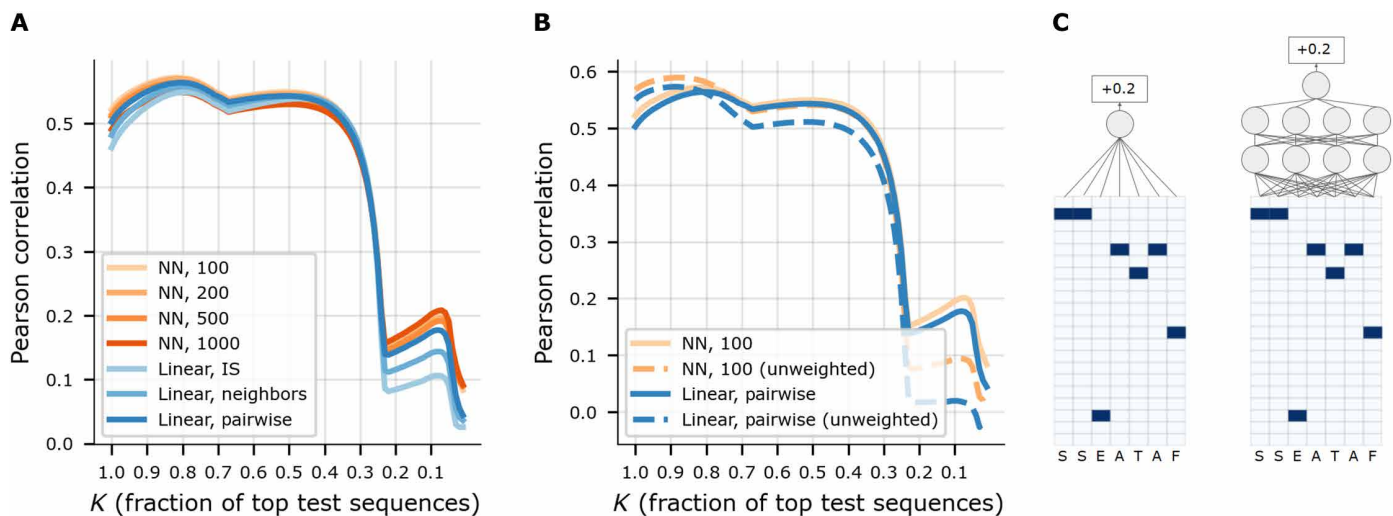 A
Pearson correlation
0.5
0.4
0.3
0.2
0.1
0.0
NN, 100
NN, 200
NN, 500
NN, 1000
Linear, IS
Linear, neighbors
Linear, pairwise
1.0 0.9 0.8 0.7 0.6 0.5 0.4 0.3 0.2 0.1
K (fraction of top test sequences)
B
Pearson correlation
0.6
0.5
0.4
0.3
0.2
0.1
0.0
NN, 100
NN, 100 (unweighted)
Linear, pairwise
Linear, pairwise (unweighted)
1.0 0.9 0.8 0.7 0.6 0.5 0.4 0.3 0.2 0.1
K (fraction of top test sequences)
C
+0.2
S S E A T A F
+0.2
S S E A T A F